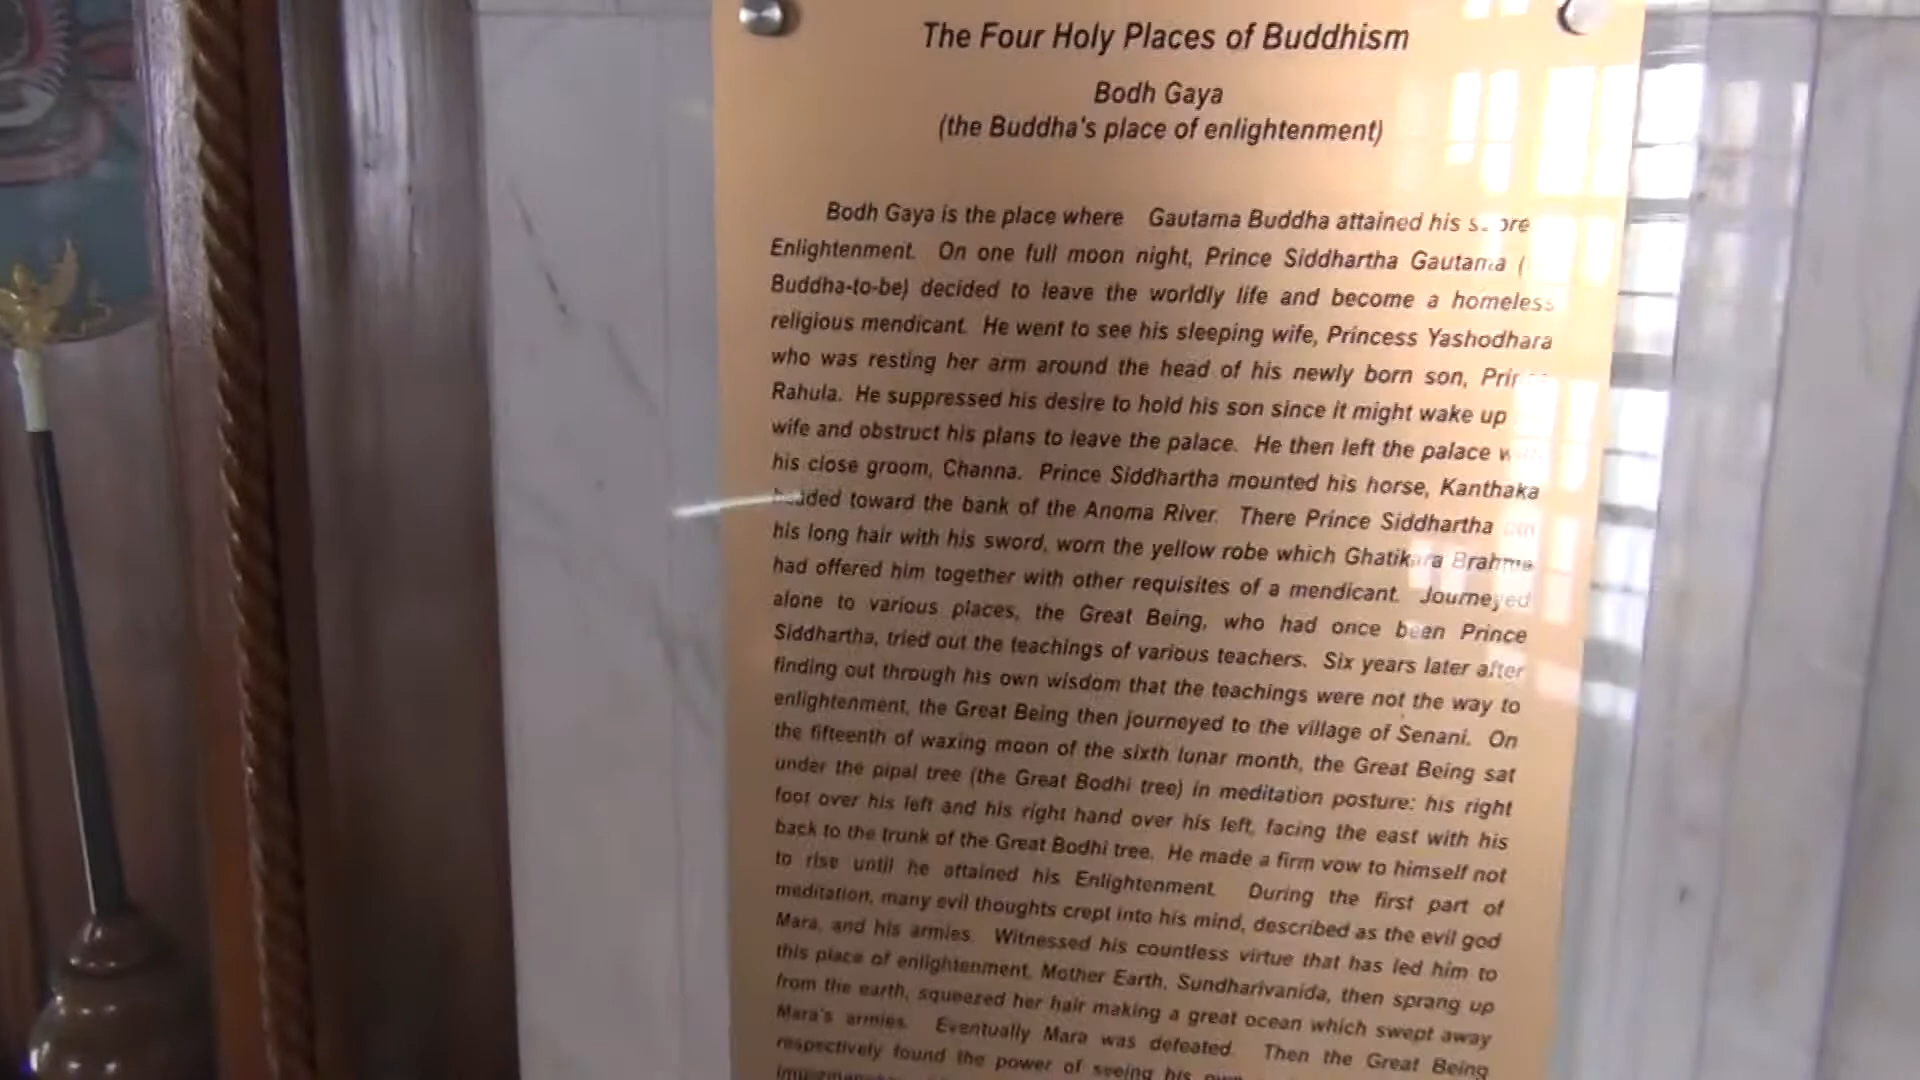 The Four Holy Places of Buddhism
Bodh Gaya
(the Buddha's place of enlightenment)
Bodh Gaya is the place where Gautama Buddha attained his
Enlightenment. On one full moon night, Prince Siddhartha Gautama (
Buddha-to-be) decided to leave the worldly life and become a homeless
religious mendicant. He went to see his sleeping wife, Princess Yashodhara
who was resting her arm around the head of his newly born son,
Rahula. He suppressed his desire to hold his son since it might wake up
wife and obstruct his plans to leave the palace. He then left the palace
his close groom, Channa. Prince Siddhartha mounted his horse, Kanthaka
toward the bank of the Anoma River. There Prince Siddhartha
his long hair with his sword, worn the yellow robe which Ghatikara
had offered him together with other requisites of a mendicant. Journeyed
alone to various places, the Great Being, who had once been Prince
Siddhartha, tried out the teachings of various teachers. Six years later after
finding out through his own wisdom that the teachings were not the way to
enlightenment, the Great Being then journeyed to the village of Senani. On
the fifteenth of waxing moon of the sixth lunar month, the Great Being sat
under the pipal tree (the Great Bodhi tree) in meditation posture: his right
foot over his left and his right hand over his left, facing the east with his
back to the trunk of the Great Bodhi tree. He made a firm vow to himself not
to rise until he attained his Enlightenment. During the first part of
meditation, many evil thoughts crept into his mind, described as the evil god
Mara, and his armies. Witnessed his countless virtue that has led him to
this place of enlightenment, Mother Earth, Sundharivanida, then sprang up
from the earth, squeezed her hair making a great ocean which swept away
Mara's armies. Eventually Mara was defeated. Then the Great Being
respectively found the power of seeing his